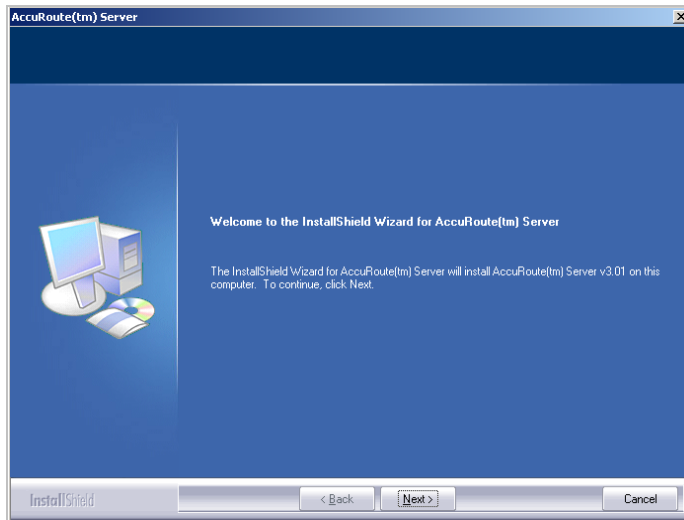 AccuRoute(tm) Server
Welcome to the InstallShield Wizard for AccuRoute(tm) Server
The InstallShield Wizard for AccuRoute(tm) Server will install AccuRoute(tm) Server v3.01 on this
computer. To continue, click Next.
InstallShield
< Back
Next >
Cancel